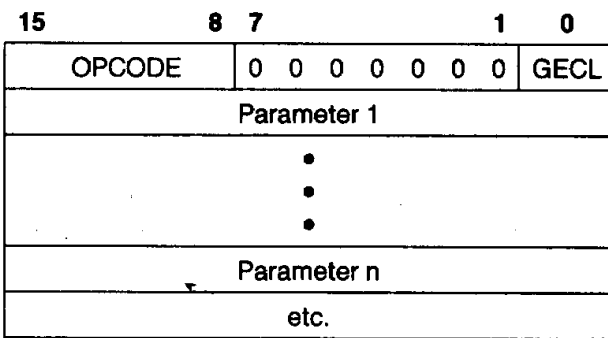 15 8 7 1 0
OPCODE 0 0 0 0 0 0 0 GECL
Parameter 1
Parameter n
etc.